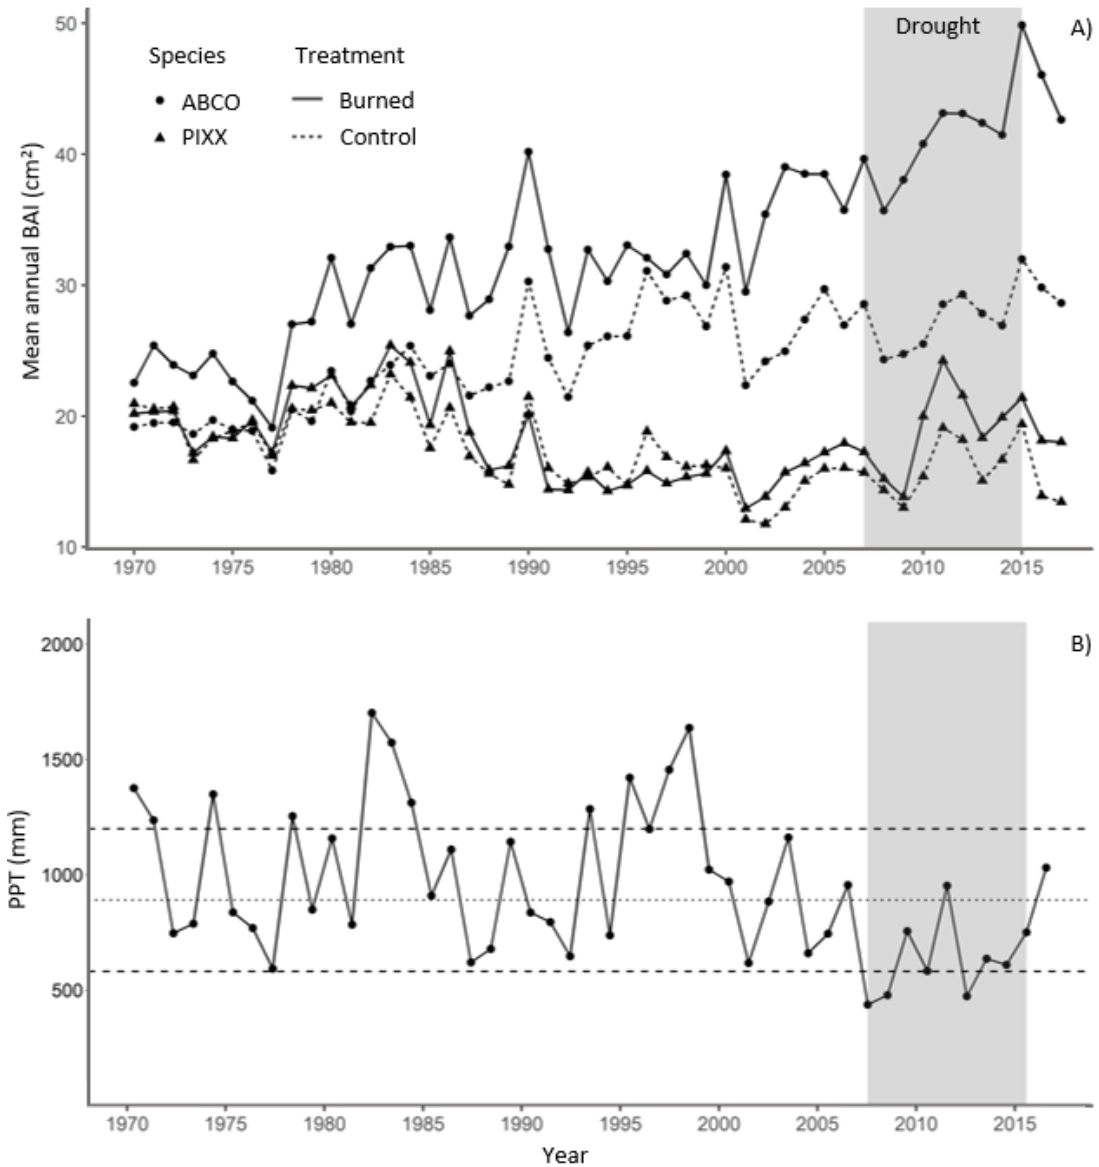 50
Drought
A)
Species
Treatment
ABCO
Burned
PIXX
Control
40
30
20
10
Mean annual BAI (cm²)
1970 1975 1980 1985 1990 1995 2000 2005 2010 2015
B)
2000
1500
1000
500
PPT (mm)
1970 1975 1980 1985 1990 1995 2000 2005 2010 2015
Year